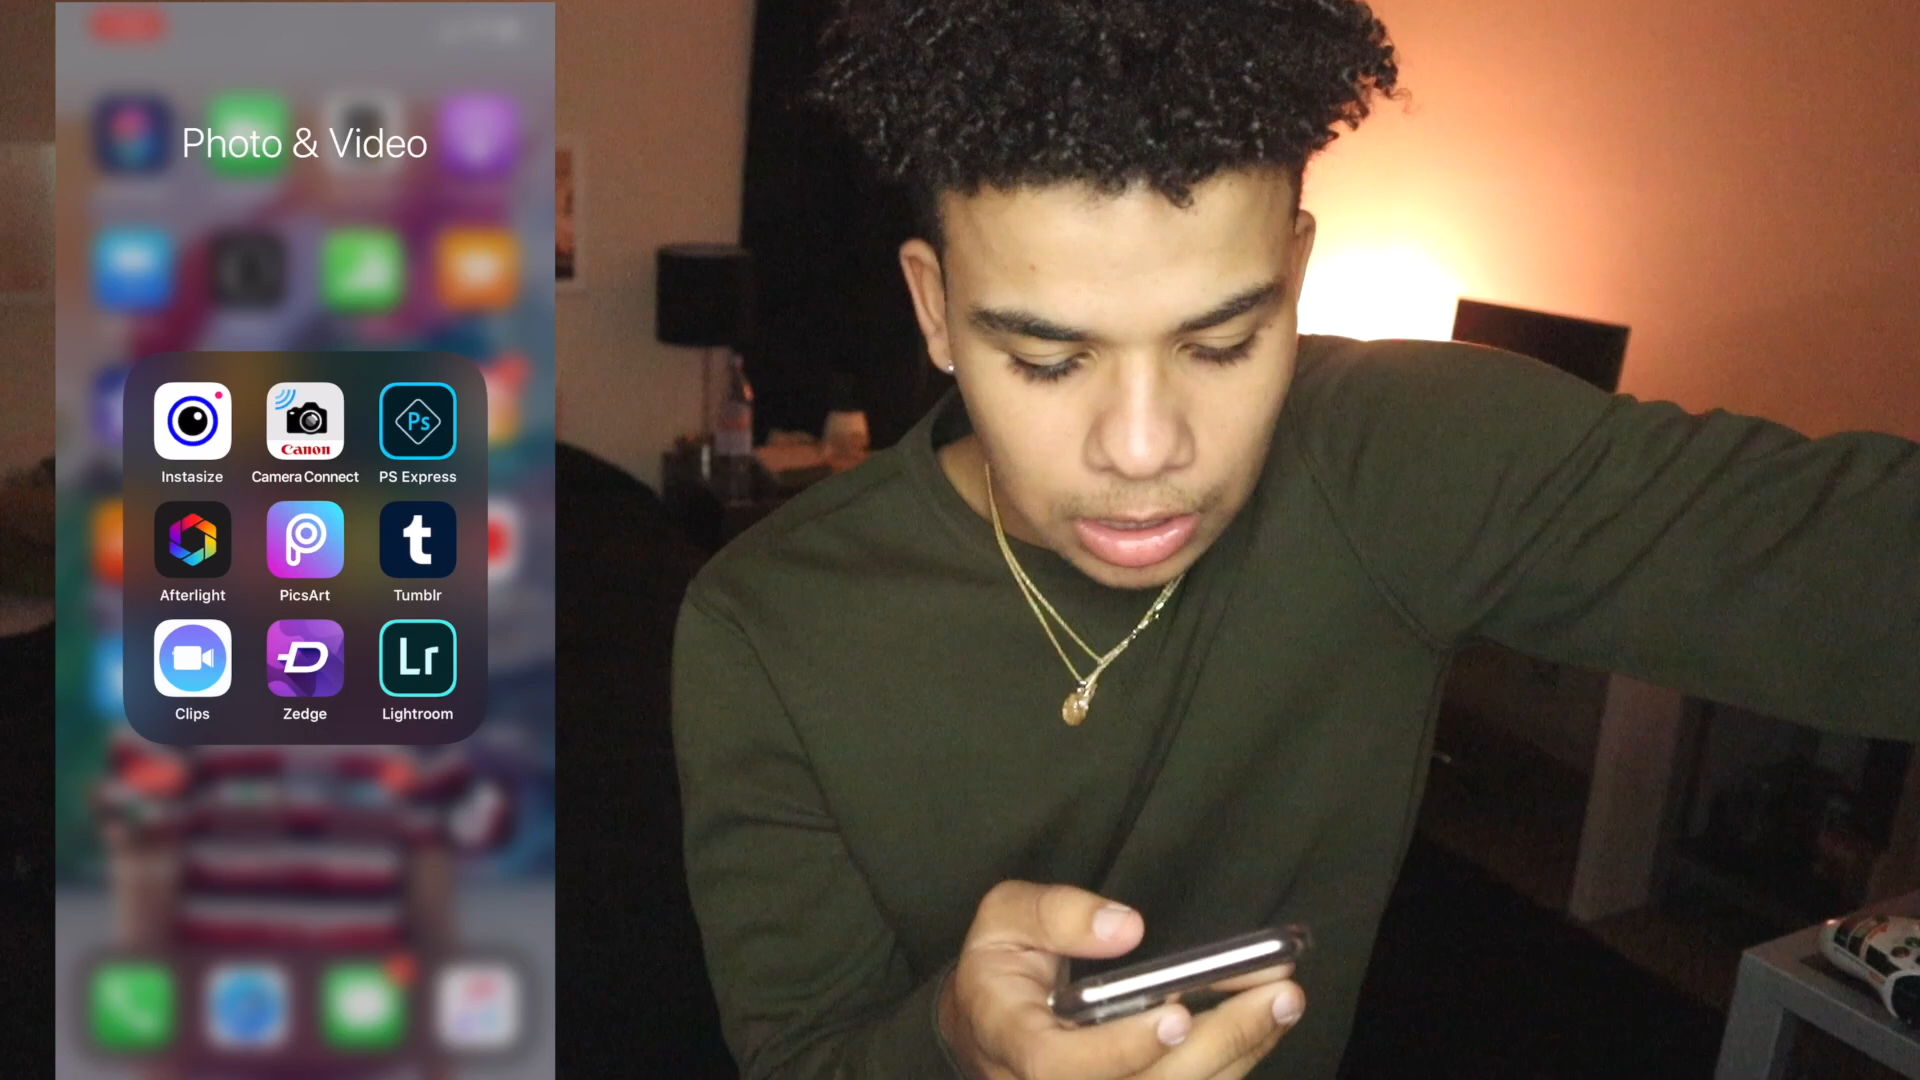 Photo & Video
Canon
Ps
Instasize
Camera Connect
PS Express
t
Afterlight
PicsArt
Tumblr
Lr
Clips
Zedge
Lightroom